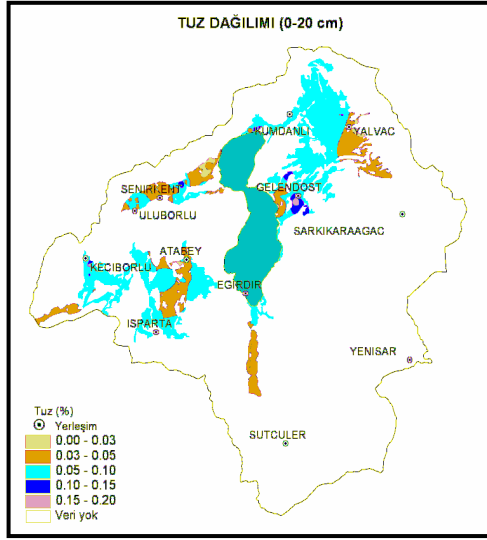 TUZ DAĞILIMI (0-20 cm)
KUMDANLI
YALVAC
SENIRKENT
GELENDOST
ULUBORLU
SARKIKARAAGAC
ATABEY
KECIBORLU
EGIRDIR
ISPARTA
YENISAR
SUTCULER
Tuz (%)
Yerleşim
0.00 - 0.03
0.03 - 0.05
0.05 - 0.10
0.10 - 0.15
0.15 - 0.20
Veri yok